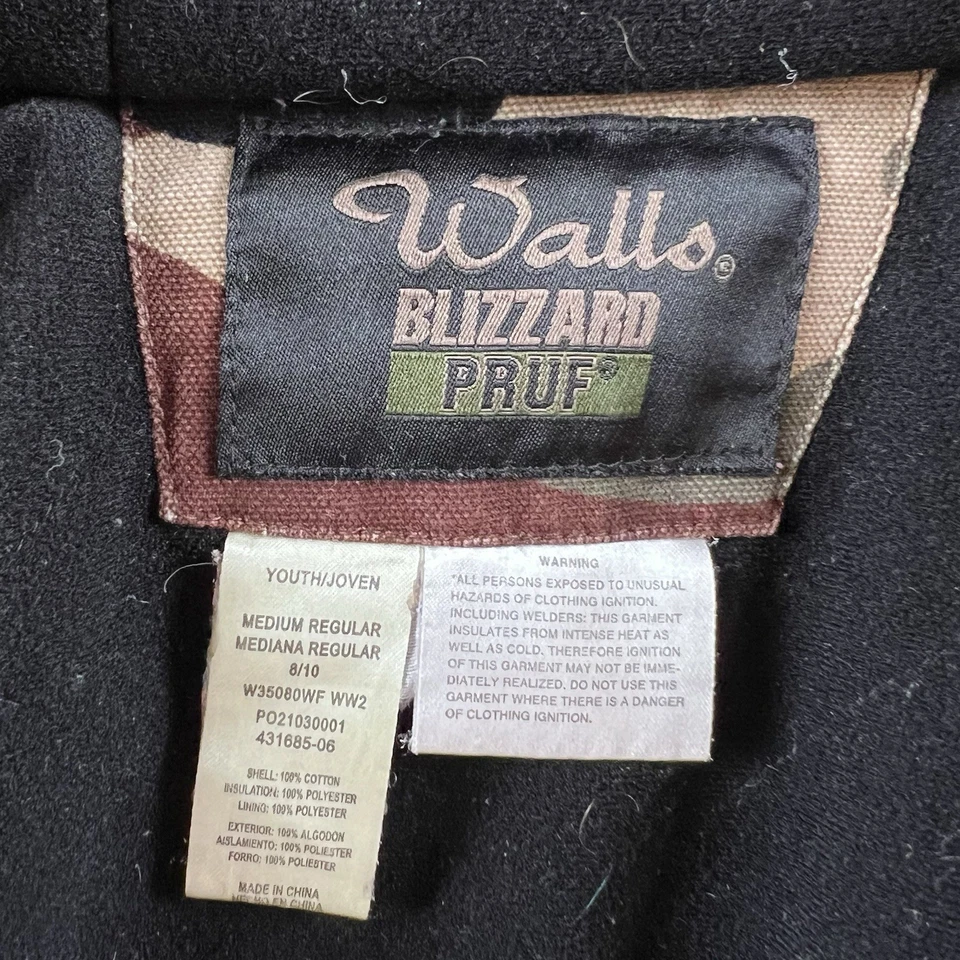 Walls®
BLIZZARD
PRUF®
YOUTH/JOVEN
MEDIUM REGULAR
MEDIANA REGULAR
8/10
W35080WF WW2
PO21030001
431685-06
SHELL: 100% COTTON
INSULATION: 100% POLYESTER
LINING: 100% POLYESTER
EXTERIOR: 100% ALGODON
AISLAMIENTO: 100% POLIESTER
FORRO: 100% POLIESTER
MADE IN CHINA
HECHO EN CHINA
WARNING
"ALL PERSONS EXPOSED TO UNUSUAL
HAZARDS OF CLOTHING IGNITION.
INCLUDING WELDERS: THIS GARMENT
INSULATES FROM INTENSE HEAT AS
WELL AS COLD. THEREFORE IGNITION
OF THIS GARMENT MAY NOT BE IMME-
DIATELY REALIZED. DO NOT USE THIS
GARMENT WHERE THERE IS A DANGER
OF CLOTHING IGNITION.